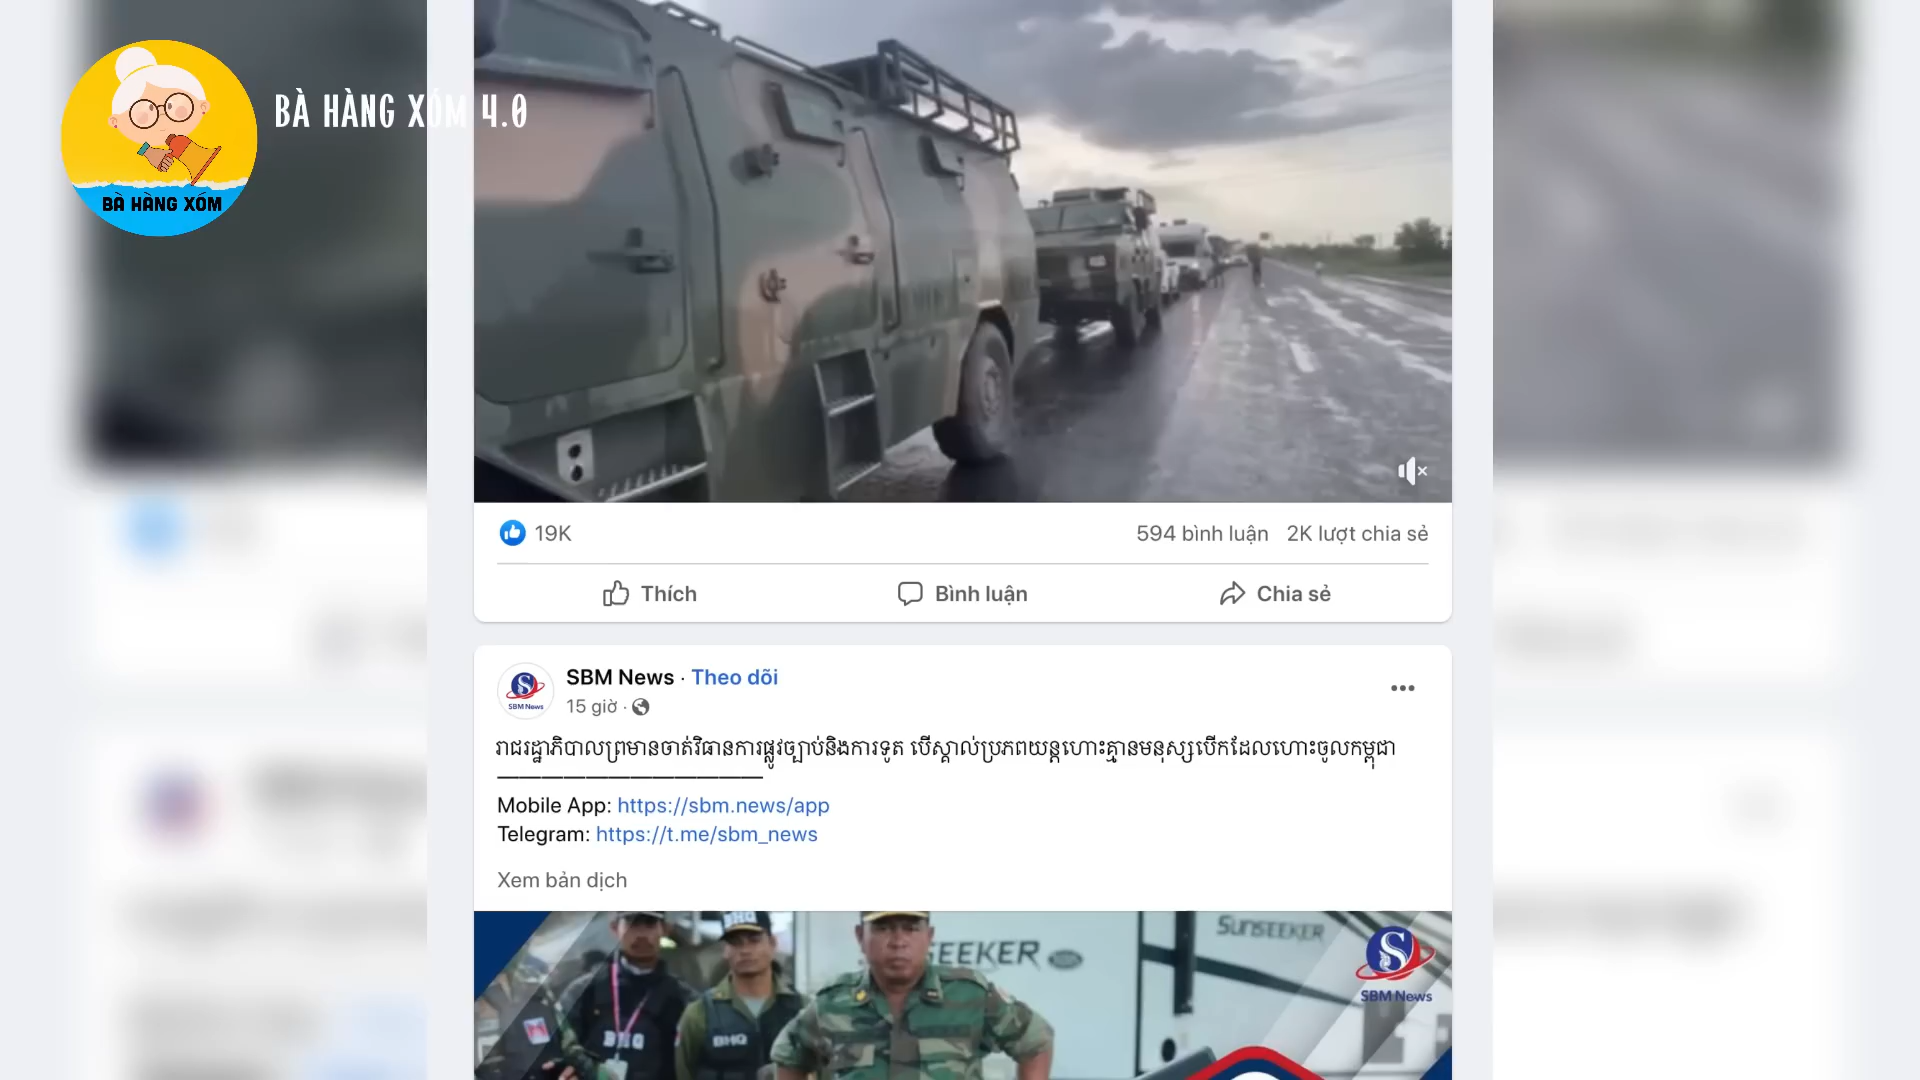 BÀ HÀNG XÓM 4.0
BÀ HÀNG XÓM
19K
594 bình luận 2K lượt chia sẻ
Thích
Bình luận
Chia sẻ
SBM News · Theo dõi
15 giờ ·
SBM News
រាជរដ្ឋាភិបាលព្រមានចាត់វិធានការផ្លូវច្បាប់និងការទូត បើស្គាល់ប្រភពយន្តហោះគ្មានមនុស្សបើកដែលហោះចូលកម្ពុជា
————————————
Mobile App: https://sbm.news/app
Telegram: https://t.me/sbm_news
Xem bản dịch
BHQ
SEEKER
SUNSEEKER
SBM News
BHQ
BHQ